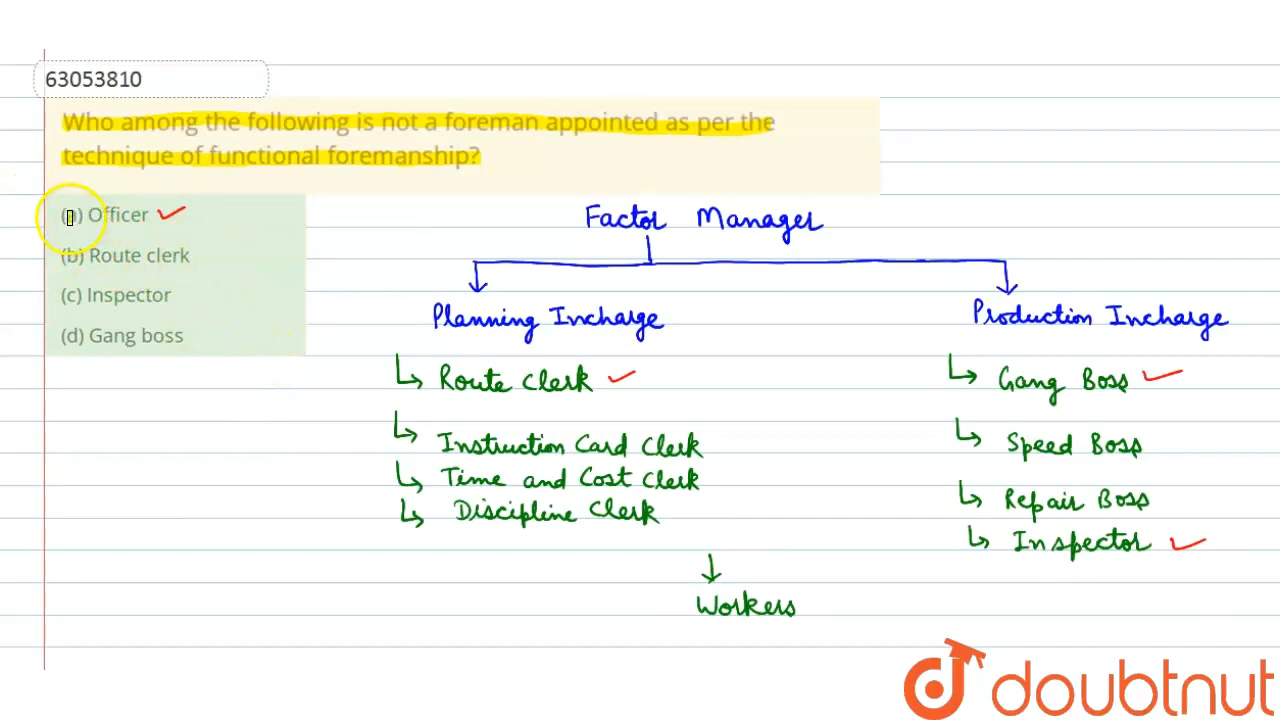 63053810
Who among the following is not a foreman appointed as per the
technique of functional foremanship?
(a) Officer
(b) Route clerk
(c) Inspector
(d) Gang boss
Factor Manager
Planning Incharge
Production Incharge
Route Clerk
Instruction Card Clerk
Time and Cost Clerk
Discipline Clerk
Gang Boss
Speed Boss
Repair Boss
Inspector
Workers
doubtnut